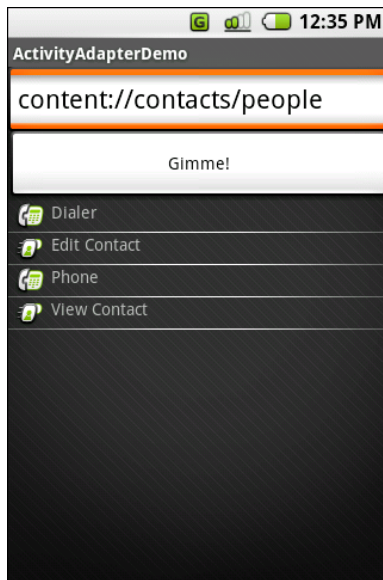 G 12:35 PM
ActivityAdapterDemo
content://contacts/people
Gimme!
Dialer
Edit Contact
Phone
View Contact